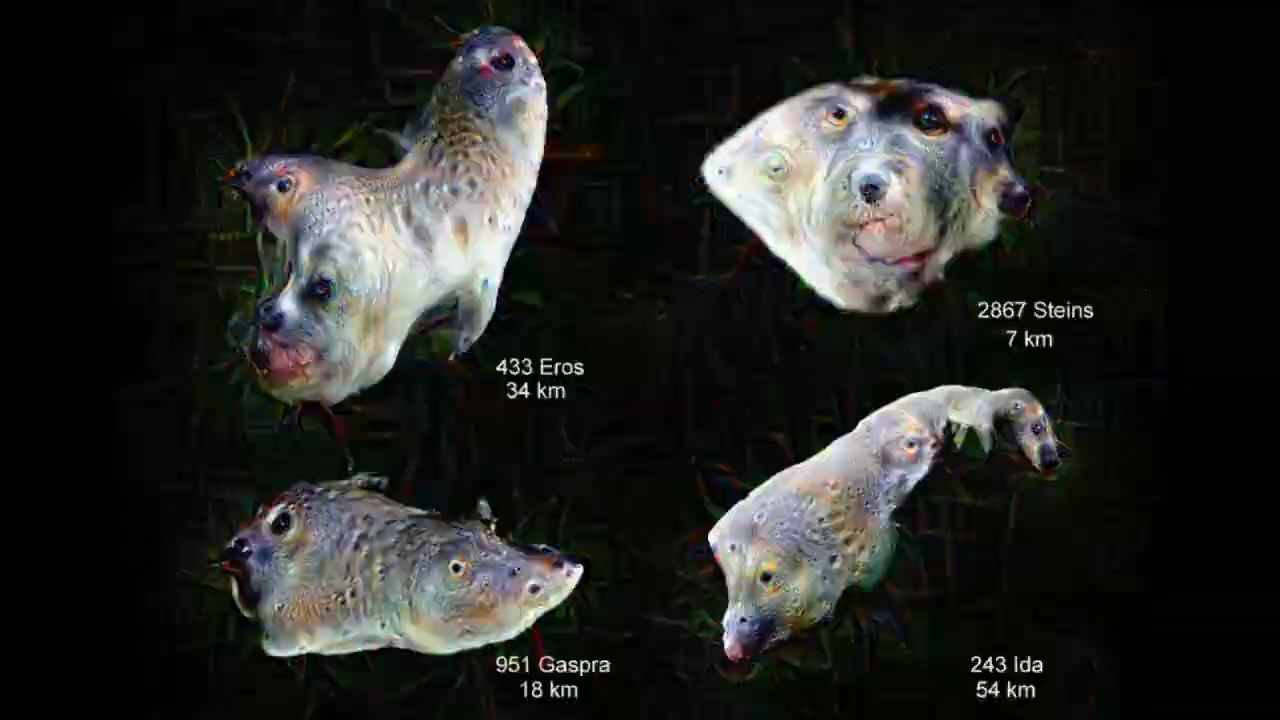 433 Eros
34 km
2867 Steins
7 km
951 Gaspra
18 km
243 Ida
54 km